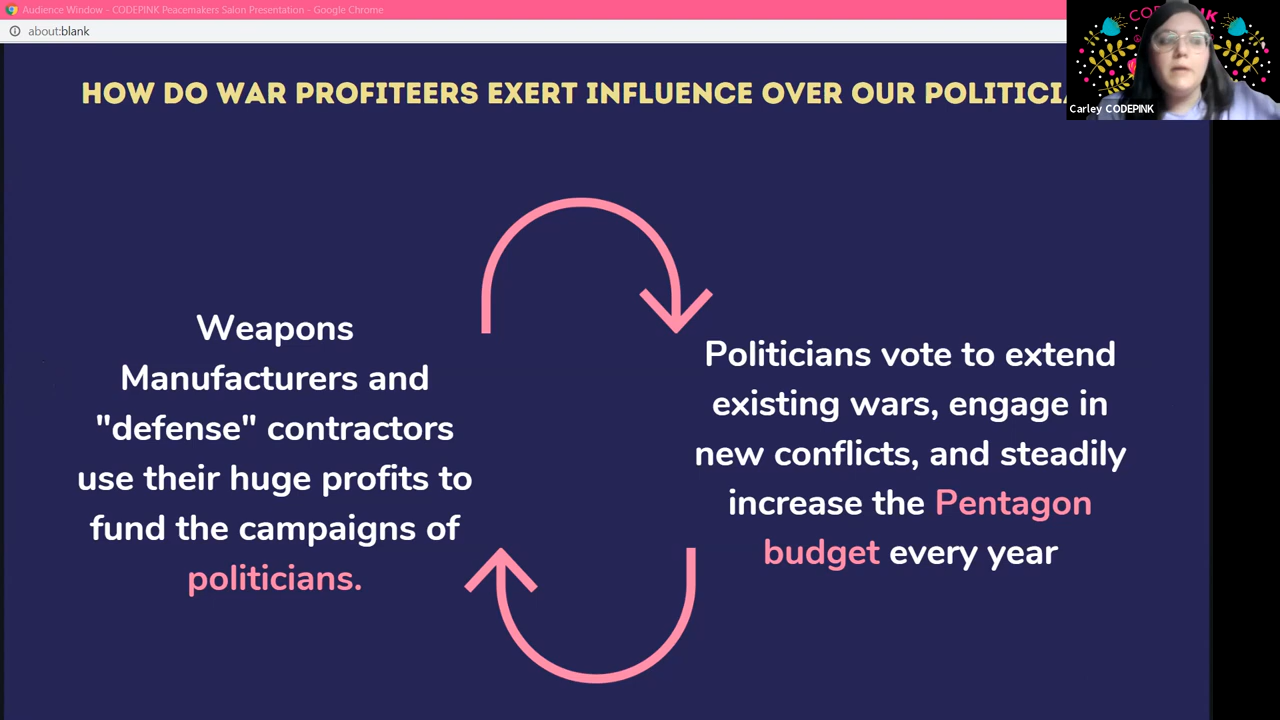 Audience Window - CODEPINK Peacemakers Salon Presentation - Google Chrome
about:blank
HOW DO WAR PROFITEERS EXERT INFLUENCE OVER OUR
Carley CODEPINK
Weapons
Manufacturers and
"defense" contractors
use their huge profits to
fund the campaigns of
politicians.
Politicians vote to extend
existing wars, engage in
new conflicts, and steadily
increase the Pentagon
budget every year